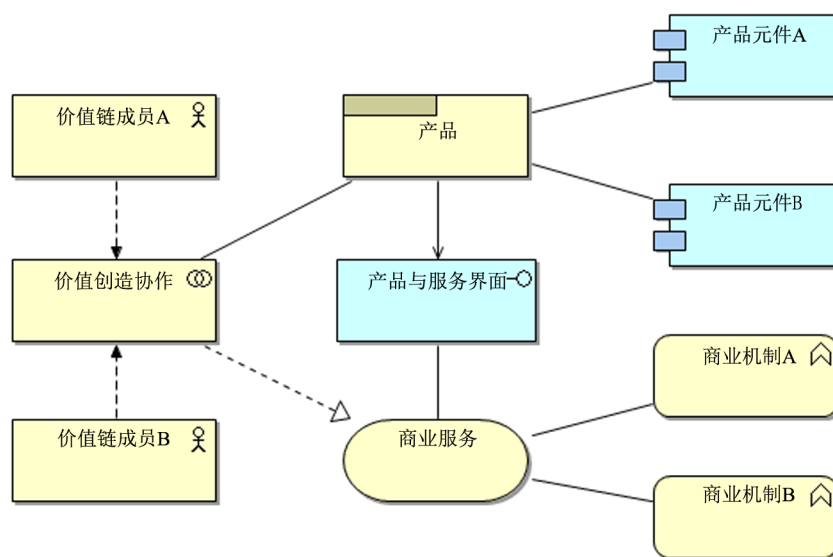 产品元件A
价值链成员A
产品
产品元件B
价值创造协作
产品与服务界面
商业机制A
价值链成员B
商业服务
商业机制B